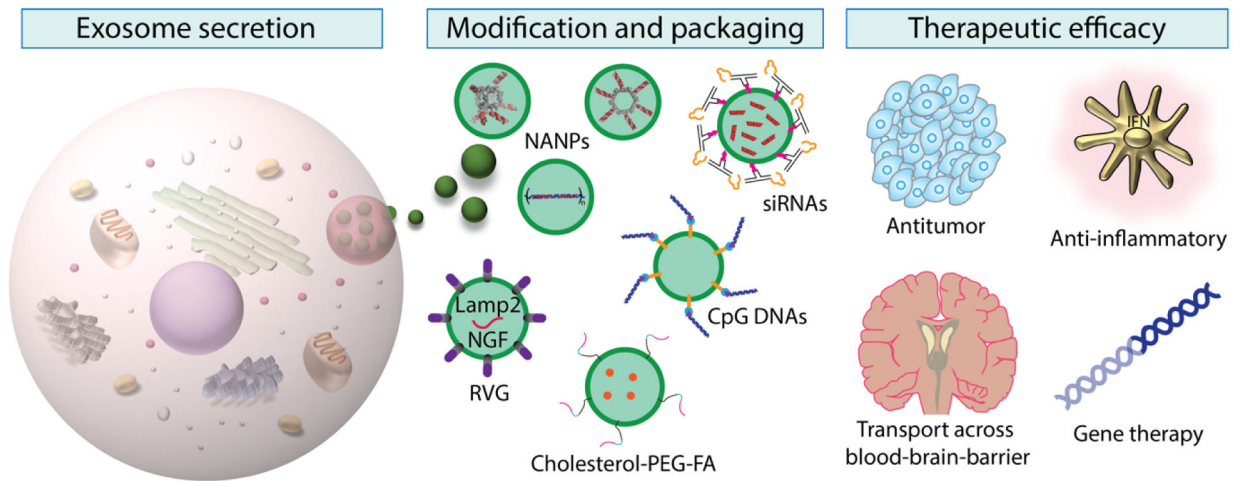 Exosome secretion
Modification and packaging
Therapeutic efficacy
NANPs
n
siRNAs
CpG DNAs
Lamp2
NGF
RVG
Cholesterol-PEG-FA
Antitumor
IFN
Anti-inflammatory
Transport across
blood-brain-barrier
Gene therapy